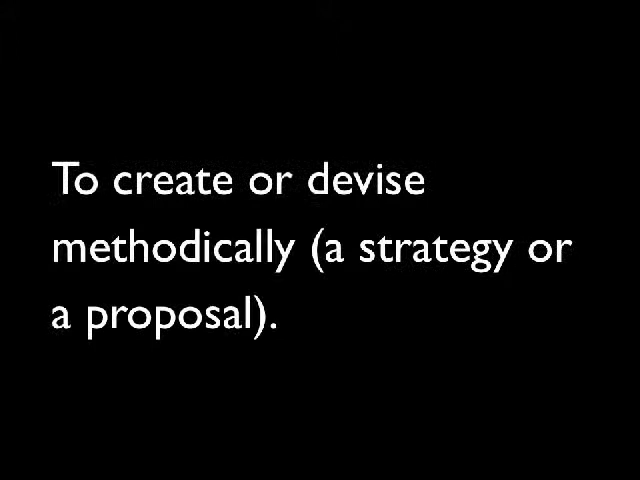 To create or devise
methodically (a strategy or
a proposal).